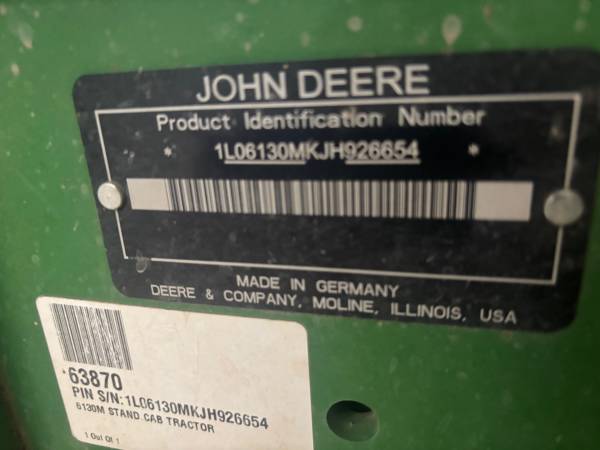 JOHN DEERE
Product Identification Number
* 1L06130MKJH926654 *
MADE IN GERMANY
DEERE & COMPANY, MOLINE, ILLINOIS, USA
*63870
PIN S/N:1L06130MKJH926654
6130M STAND.CAB TRACTOR
1 Out Of 1